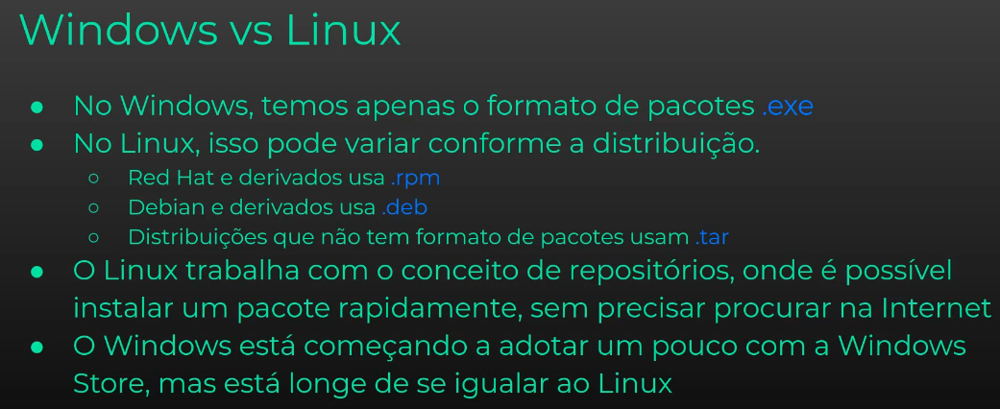 Windows vs Linux
● No Windows, temos apenas o formato de pacotes .exe
● No Linux, isso pode variar conforme a distribuição.
○ Red Hat e derivados usa .rpm
○ Debian e derivados usa .deb
○ Distribuições que não tem formato de pacotes usam .tar
● O Linux trabalha com o conceito de repositórios, onde é possível
instalar um pacote rapidamente, sem precisar procurar na Internet
● O Windows está começando a adotar um pouco com a Windows
Store, mas está longe de se igualar ao Linux